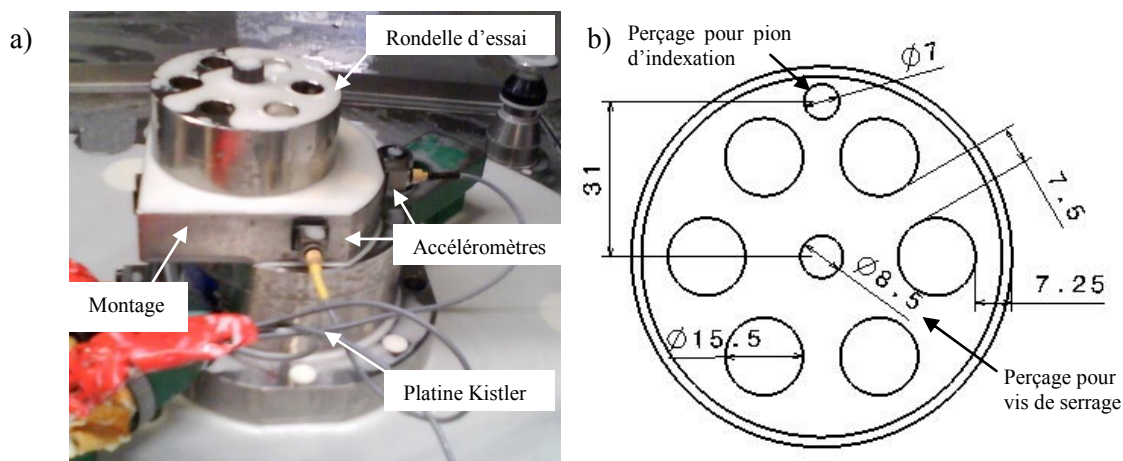 a)
Rondelle d'essai
Accéléromètres
Montage
Platine Kistler
b)
Perçage pour pion
d'indexation
Ø7
31
7.5
Ø8.5
7.25
Ø15.5
Perçage pour
vis de serrage